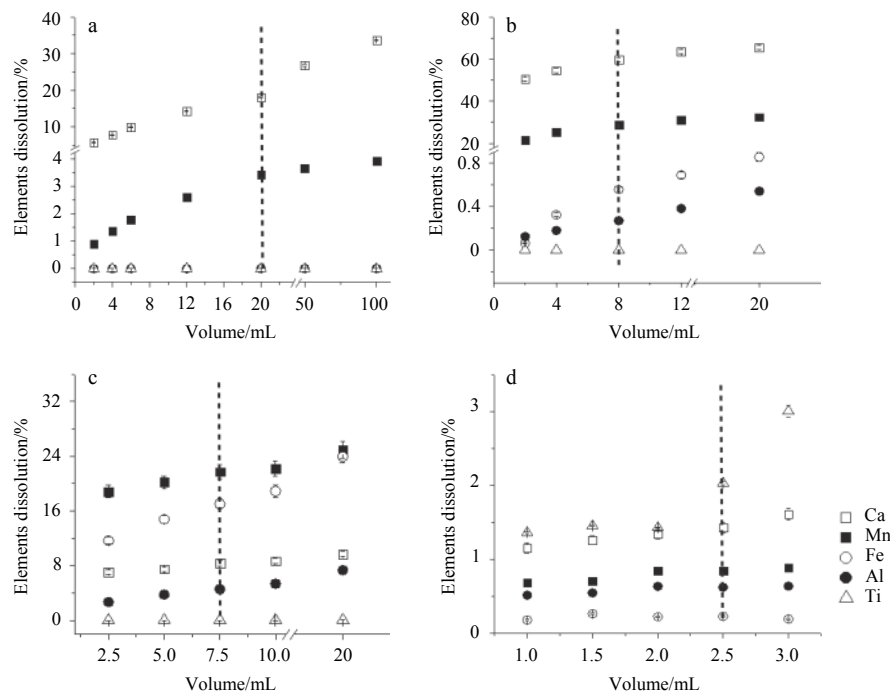 a
Elements dissolution/%
40
30
20
10
4
3
2
1
0
0 4 8 12 16 20 50 100
Volume/mL
b
Elements dissolution/%
80
60
40
20
0.8
0.4
0
0 4 8 12 20
Volume/mL
c
Elements dissolution/%
32
24
16
8
0
2.5 5.0 7.5 10.0 20
Volume/mL
d
Elements dissolution/%
3
2
1
0
1.0 1.5 2.0 2.5 3.0
Volume/mL
Ca
Mn
Fe
Al
Ti